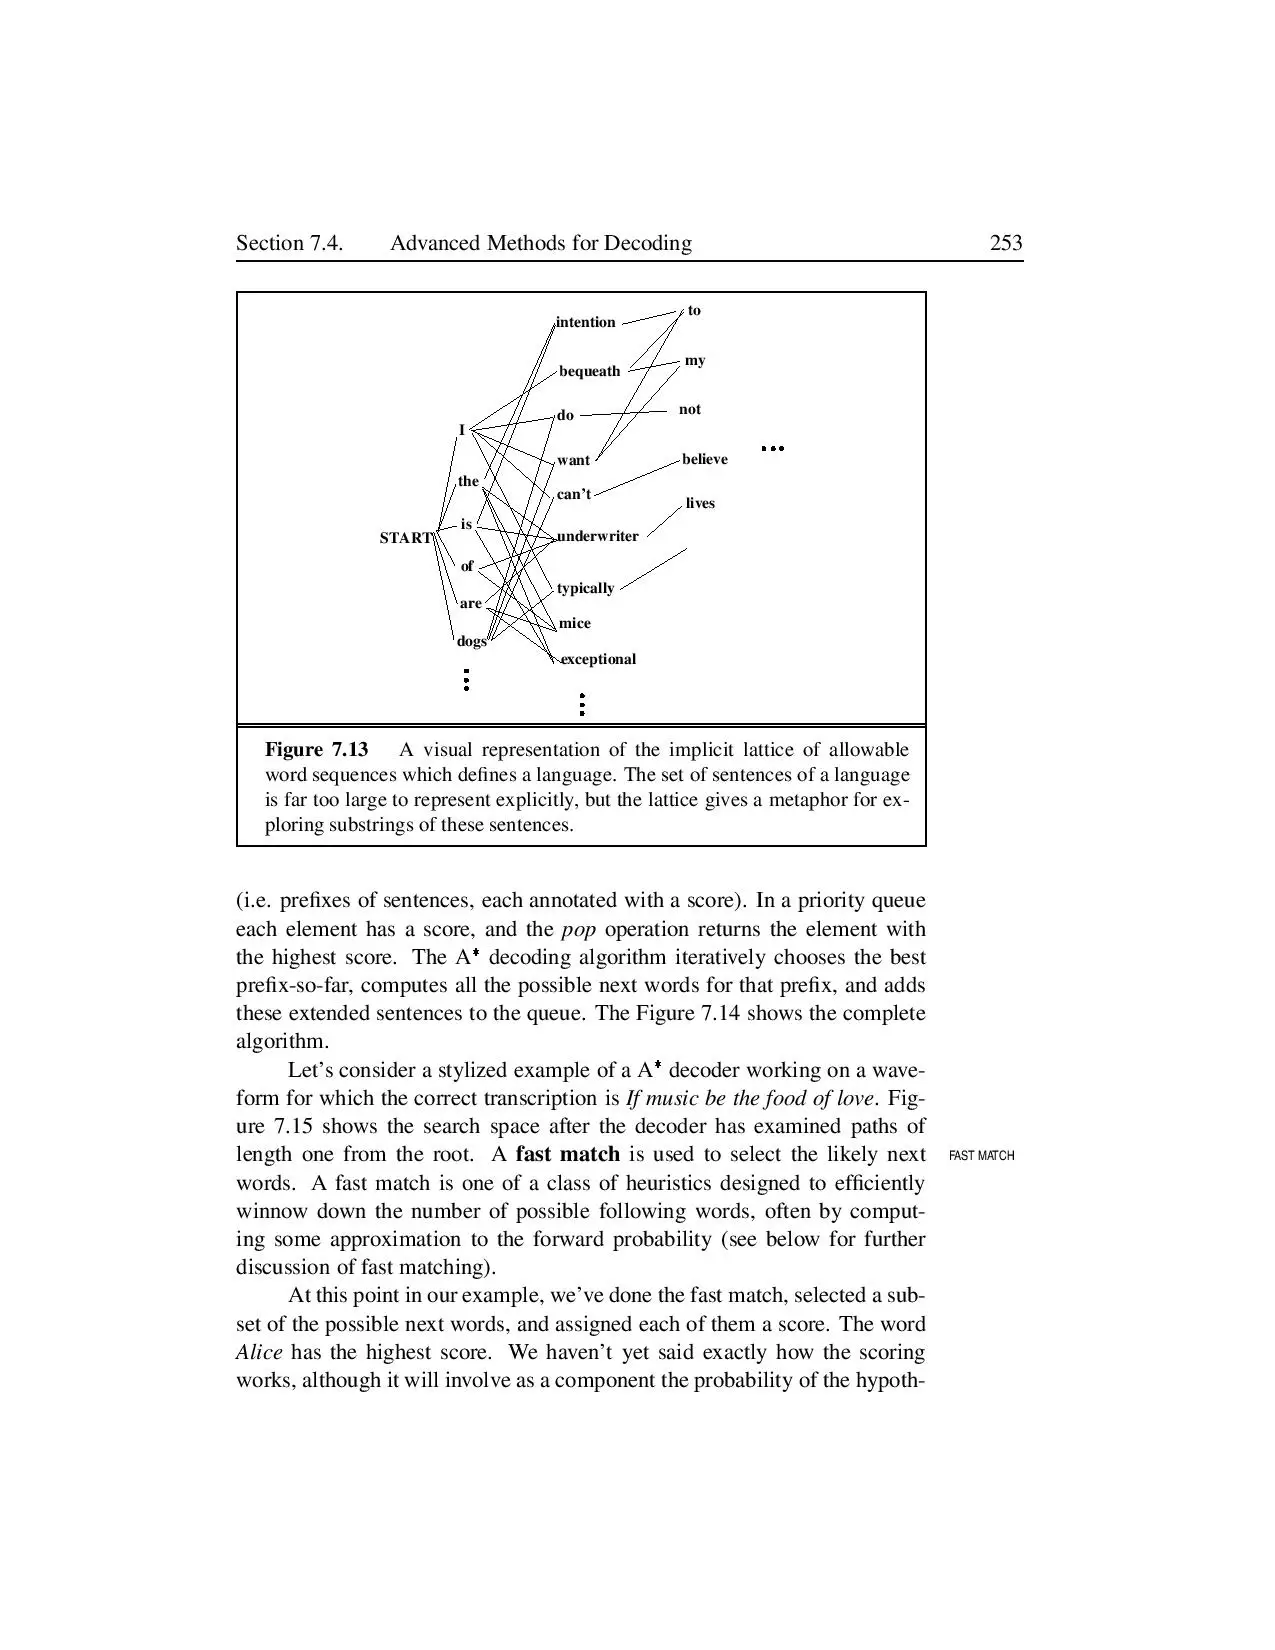 Section 7.4. Advanced Methods for Decoding 253
to
intention
my
bequeath
not
do
I
want
believe
the
can't
lives
is
START
underwriter
of
typically
are
mice
dogs
exceptional
Figure 7.13 A visual representation of the implicit lattice of allowable
word sequences which defines a language. The set of sentences of a language
is far too large to represent explicitly, but the lattice gives a metaphor for ex-
ploring substrings of these sentences.
(i.e. prefixes of sentences, each annotated with a score). In a priority queue
each element has a score, and the pop operation returns the element with
the highest score. The A* decoding algorithm iteratively chooses the best
prefix-so-far, computes all the possible next words for that prefix, and adds
these extended sentences to the queue. The Figure 7.14 shows the complete
algorithm.
Let's consider a stylized example of a A* decoder working on a wave-
form for which the correct transcription is If music be the food of love. Fig-
ure 7.15 shows the search space after the decoder has examined paths of
length one from the root. A fast match is used to select the likely next
FAST MATCH
words. A fast match is one of a class of heuristics designed to efficiently
winnow down the number of possible following words, often by comput-
ing some approximation to the forward probability (see below for further
discussion of fast matching).
At this point in our example, we've done the fast match, selected a sub-
set of the possible next words, and assigned each of them a score. The word
Alice has the highest score. We haven't yet said exactly how the scoring
works, although it will involve as a component the probability of the hypoth-